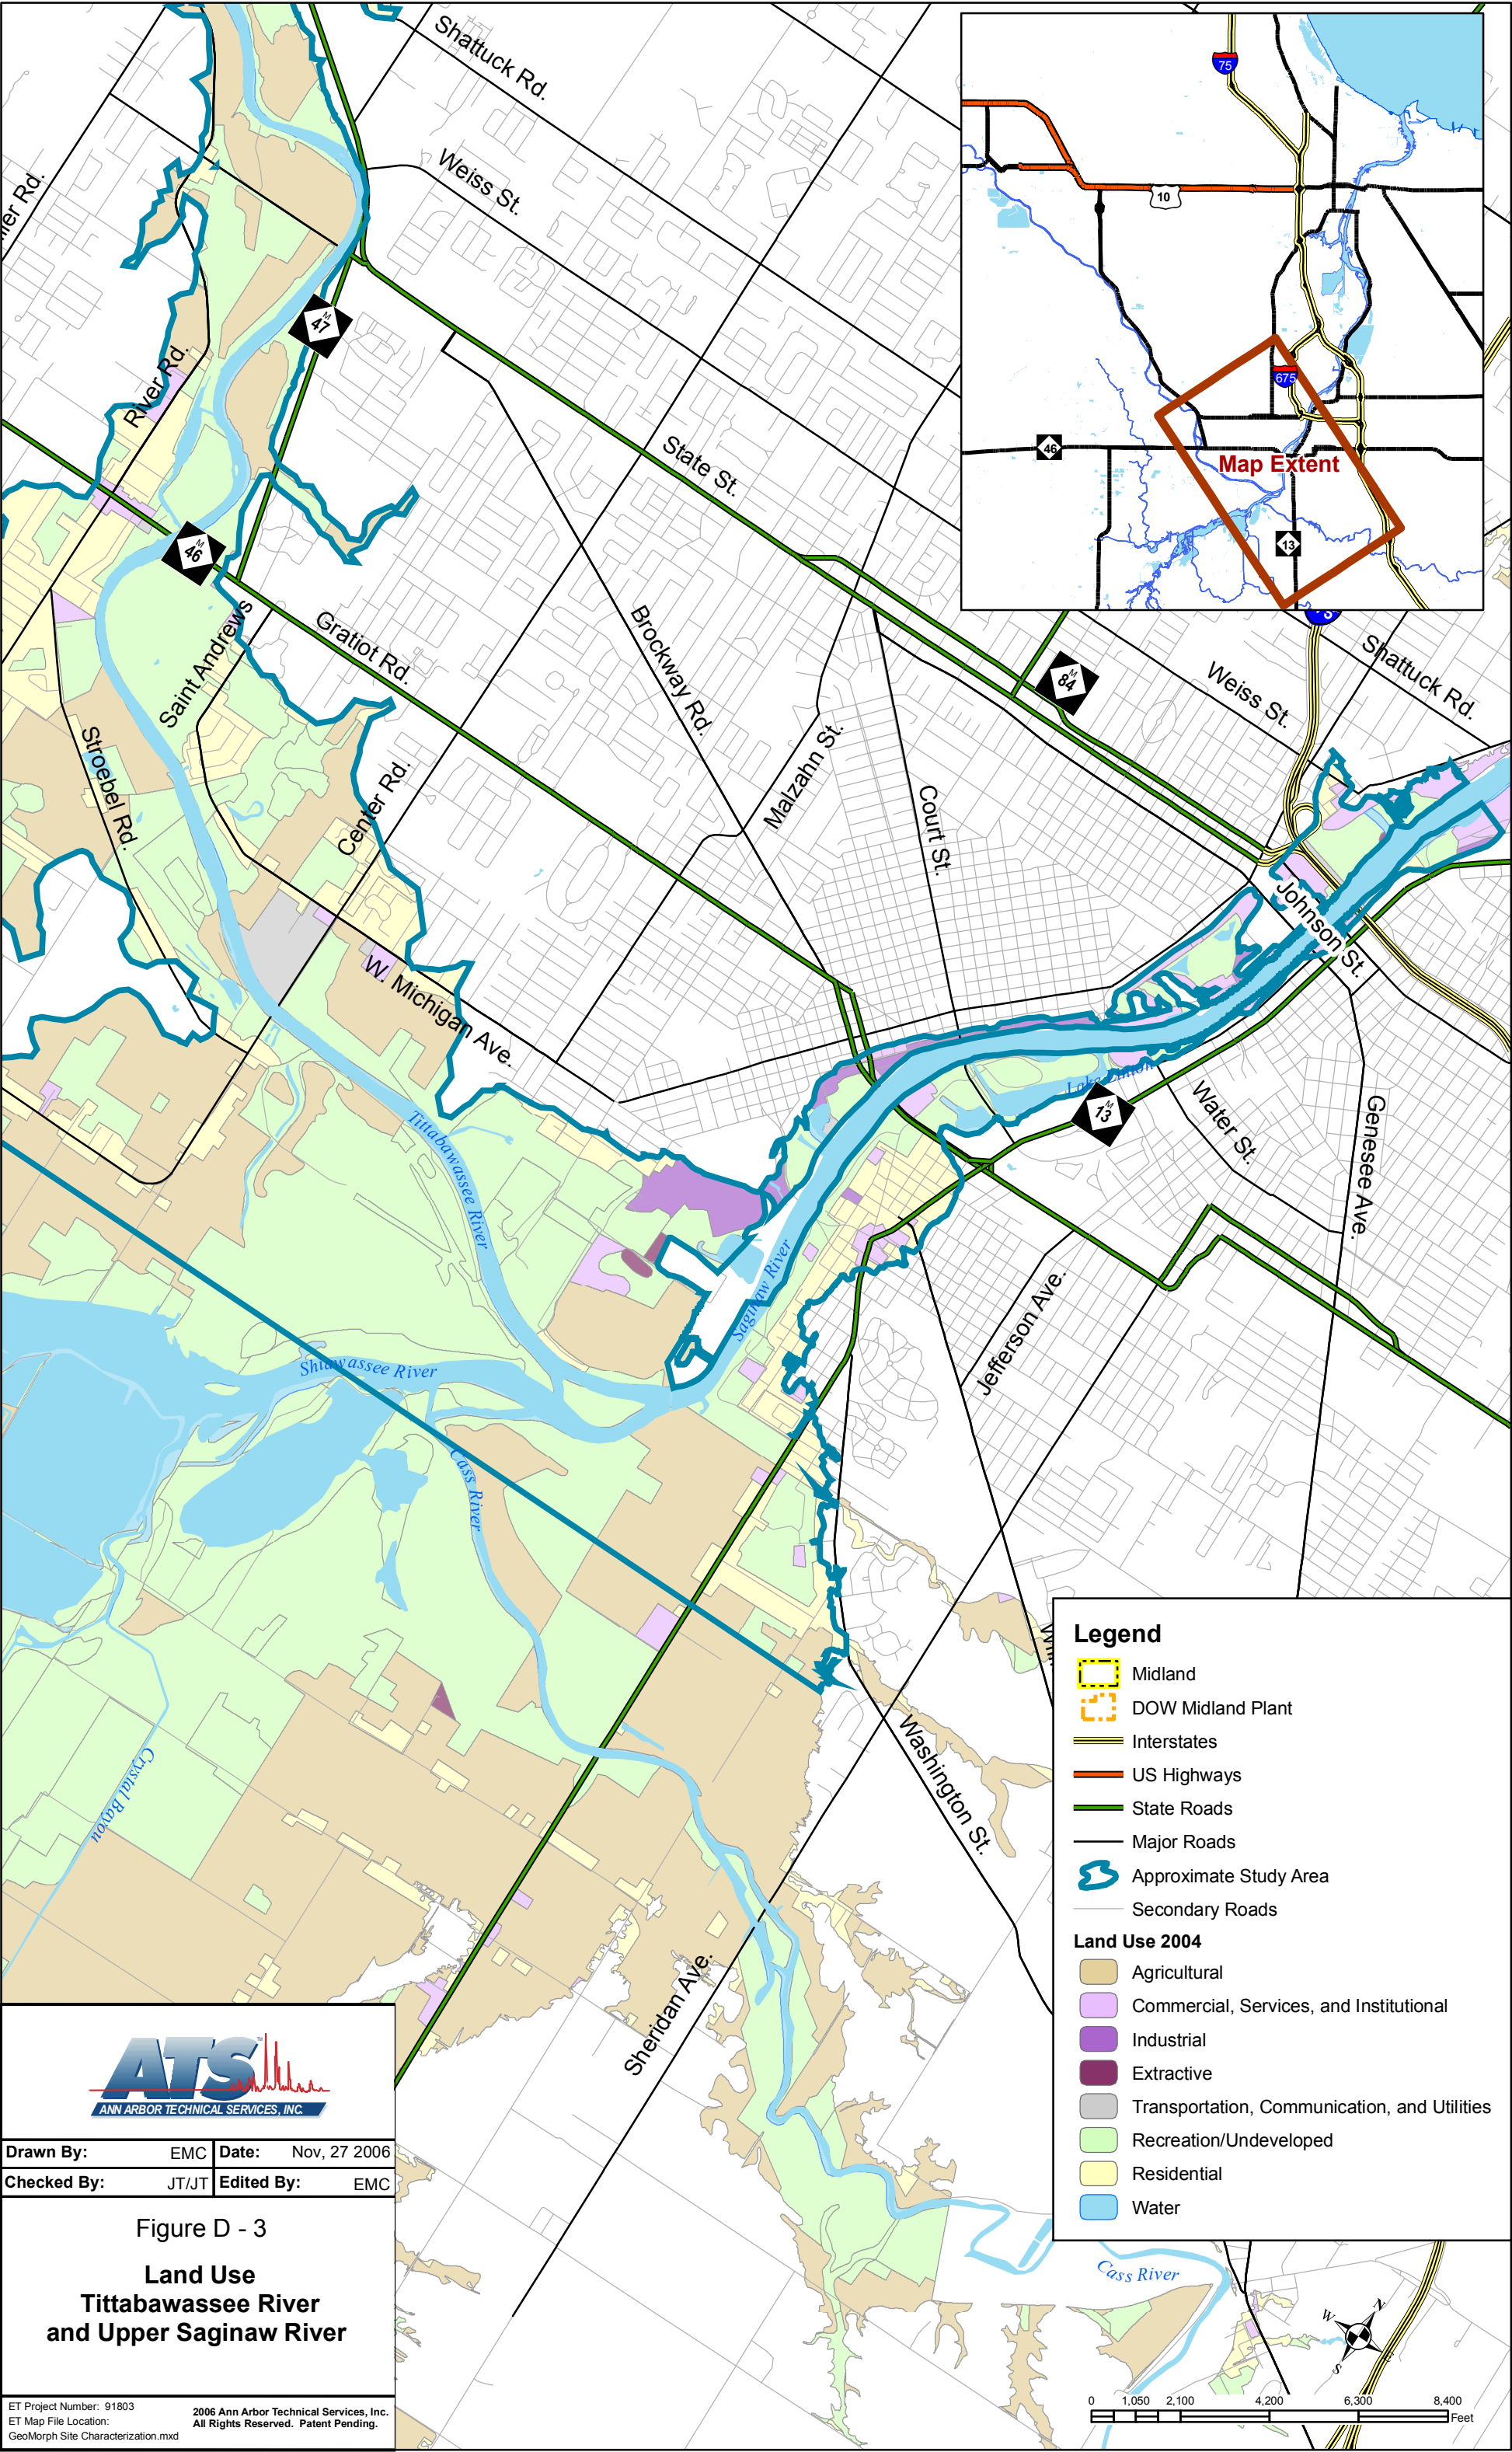 Shattuck Rd.
Weiss St.
River Rd.
M
47
State St.
M
46
Saint Andrews
Gratiot Rd.
Brockway Rd.
Malzahn St.
Court St.
M
84
Weiss St.
Shattuck Rd.
Stroebel Rd.
Center Rd.
W. Michigan Ave.
Johnson St.
M
13
Water St.
Genesee Ave.
Jefferson Ave.
Tittabawassee River
Saginaw River
Shiawassee River
Cass River
Crystal Bayou
Washington St.
Sheridan Ave.
Cass River
75
10
675
46
Map Extent
13
Legend
Midland
DOW Midland Plant
Interstates
US Highways
State Roads
Major Roads
Approximate Study Area
Secondary Roads
Land Use 2004
Agricultural
Commercial, Services, and Institutional
Industrial
Extractive
Transportation, Communication, and Utilities
Recreation/Undeveloped
Residential
Water
N
W
S
0 1,050 2,100 4,200 6,300 8,400
Feet
ATS
ANN ARBOR TECHNICAL SERVICES, INC.
Drawn By: EMC Date: Nov, 27 2006
Checked By: JT/JT Edited By: EMC
Figure D - 3
Land Use
Tittabawassee River
and Upper Saginaw River
ET Project Number: 91803
ET Map File Location:
GeoMorph Site Characterization.mxd
2006 Ann Arbor Technical Services, Inc.
All Rights Reserved. Patent Pending.